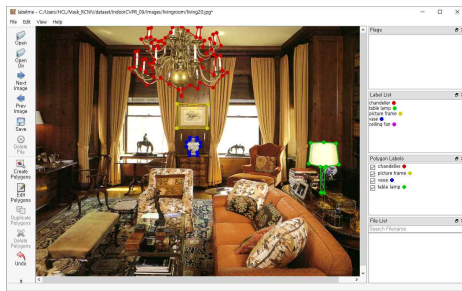 labelme - C:/Users/HCL/Mask_RCNN/dataset/IndoorCVPR_09/Images/livingroom/living20.jpg*
File Edit View Help
Open
Open
Dir
Next
Image
Prev
Image
Save
Delete
File
Create
Polygons
Edit
Polygons
Duplicate
Polygons
Delete
Polygons
Undo
Flags
Label List
chandelier
table lamp
picture frame
vase
ceiling fan
Polygon Labels
chandelier
picture frame
vase
table lamp
File List
Search Filename